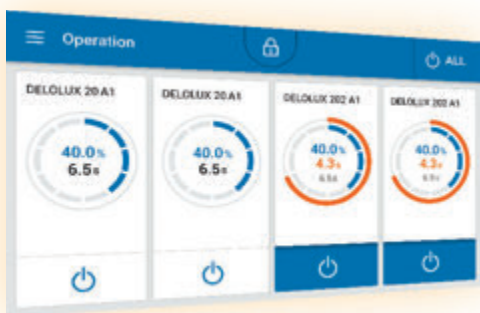 Operation
ALL
DELOLUX 20 A1
40.0%
6.5s
DELOLUX 20 A1
40.0%
6.5s
DELOLUX 202 A1
40.0%
4.3s
6.5s
DELOLUX 202 A1
40.0%
4.3s
6.5s